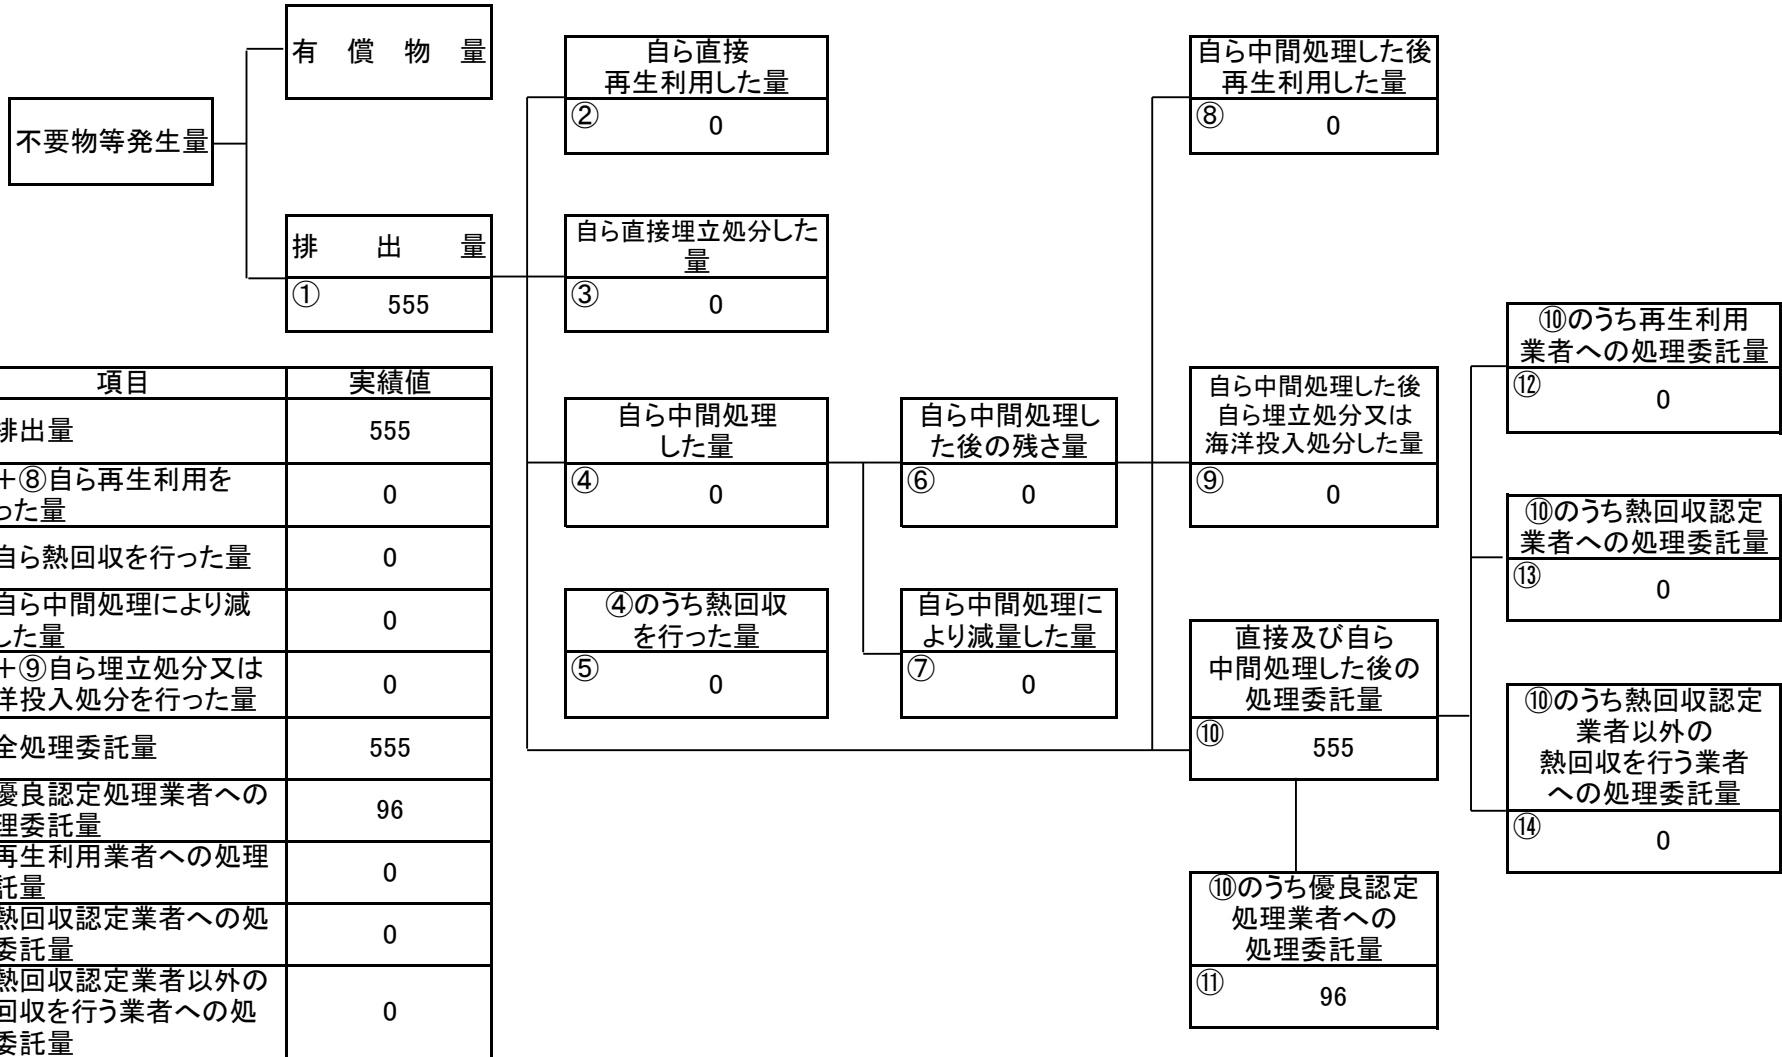 有償物量
不要物等発生量
排出量
① 555
自ら直接
再生利用した量
② 0
自ら直接埋立処分した
量
③ 0
自ら中間処理
した量
④ 0
④のうち熱回収
を行った量
⑤ 0
自ら中間処理し
た後の残さ量
⑥ 0
自ら中間処理に
より減量した量
⑦ 0
自ら中間処理した後
再生利用した量
⑧ 0
自ら中間処理した後
自ら埋立処分又は
海洋投入処分した量
⑨ 0
直接及び自ら
中間処理した後の
処理委託量
⑩ 555
⑩のうち優良認定
処理業者への
処理委託量
⑪ 96
⑩のうち再生利用
業者への処理委託量
⑫ 0
⑩のうち熱回収認定
業者への処理委託量
⑬ 0
⑩のうち熱回収認定
業者以外の
熱回収を行う業者
への処理委託量
⑭ 0
項目 実績値
排出量 555
+⑧自ら再生利用を
った量 0
自ら熱回収を行った量 0
自ら中間処理により減
した量 0
+⑨自ら埋立処分又は
洋投入処分を行った量 0
全処理委託量 555
優良認定処理業者への
理委託量 96
再生利用業者への処理
託量 0
熱回収認定業者への処
委託量 0
熱回収認定業者以外の
回収を行う業者への処
委託量 0